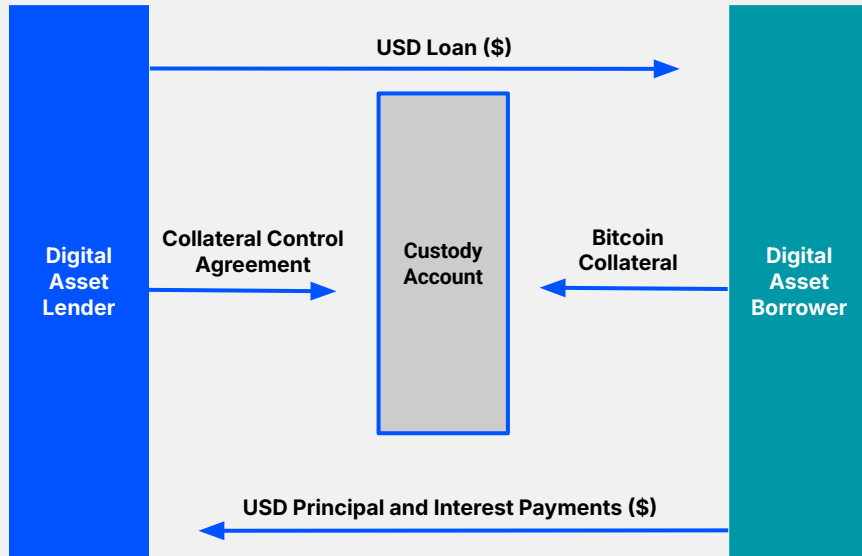 USD Loan ($)
Digital
Asset
Lender
Collateral Control
Agreement
Custody
Account
Bitcoin
Collateral
Digital
Asset
Borrower
USD Principal and Interest Payments ($)